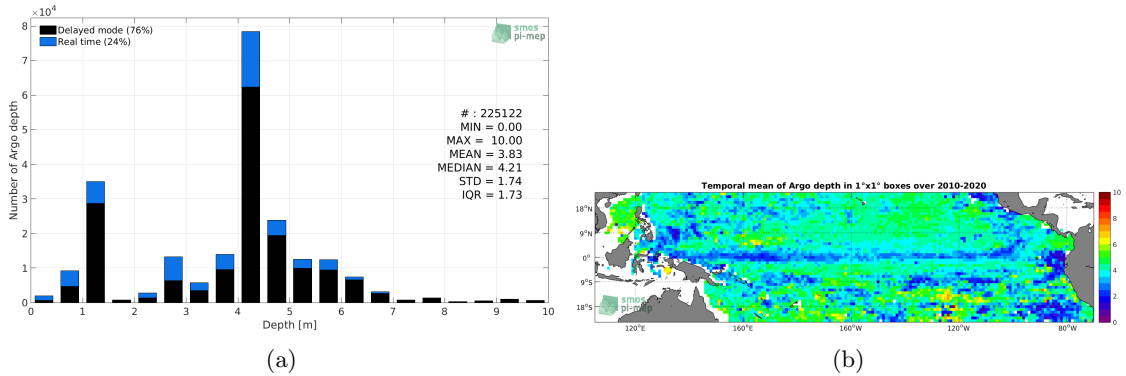 ×10⁴
8
7
6
5
4
3
2
1
0
Number of Argo depth
Delayed mode (76%)
Real time (24%)
smos
pi-mep
# : 225122
MIN = 0.00
MAX = 10.00
MEAN = 3.83
MEDIAN = 4.21
STD = 1.74
IQR = 1.73
0 1 2 3 4 5 6 7 8 9 10
Depth [m]
(a)
Temporal mean of Argo depth in 1°x1° boxes over 2010-2020
18°N
9°N
0°
9°S
18°S
smos
pi-mep
120°E 160°E 160°W 120°W 80°W
10
8
6
4
2
0
(b)